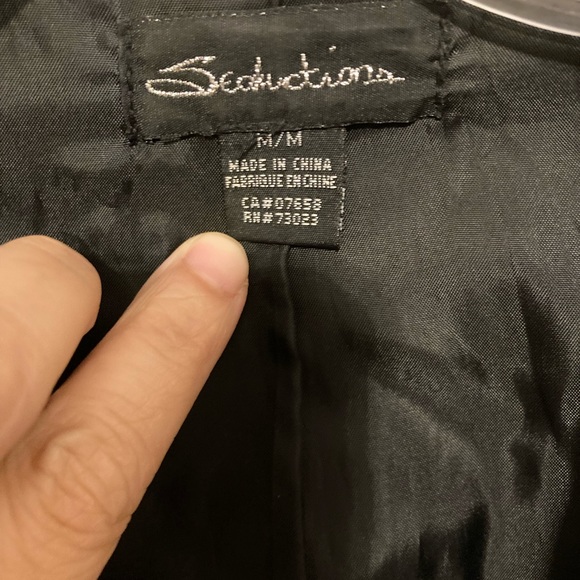 Seductions
M/M
MADE IN CHINA
FABRIQUE EN CHINE
CA#07658
RN#73023